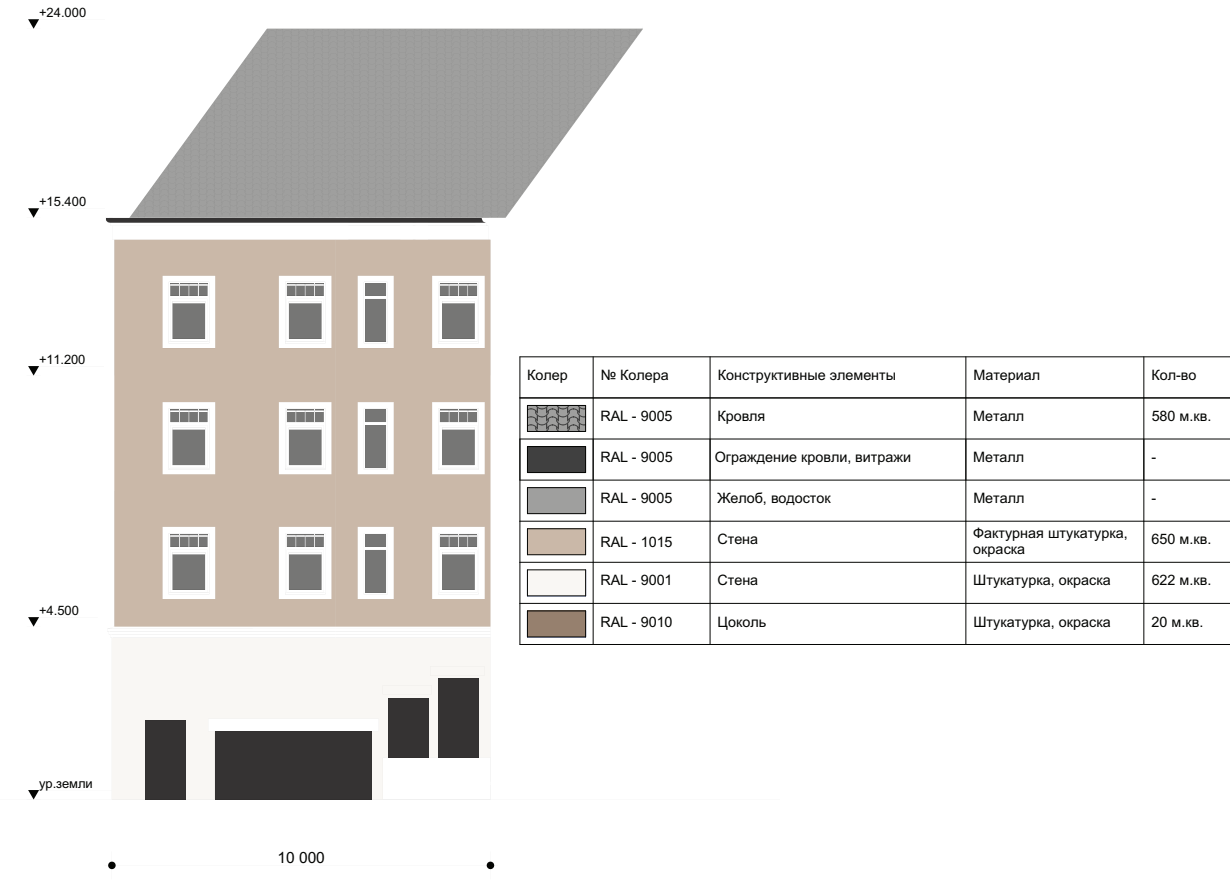 +24.000
+15.400
+11.200
+4.500
ур.земли
10 000
Колер № Колера Конструктивные элементы Материал Кол-во
RAL - 9005 Кровля Металл 580 м.кв.
RAL - 9005 Ограждение кровли, витражи Металл -
RAL - 9005 Желоб, водосток Металл -
RAL - 1015 Стена Фактурная штукатурка, 650 м.кв.
окраска
RAL - 9001 Стена Штукатурка, окраска 622 м.кв.
RAL - 9010 Цоколь Штукатурка, окраска 20 м.кв.